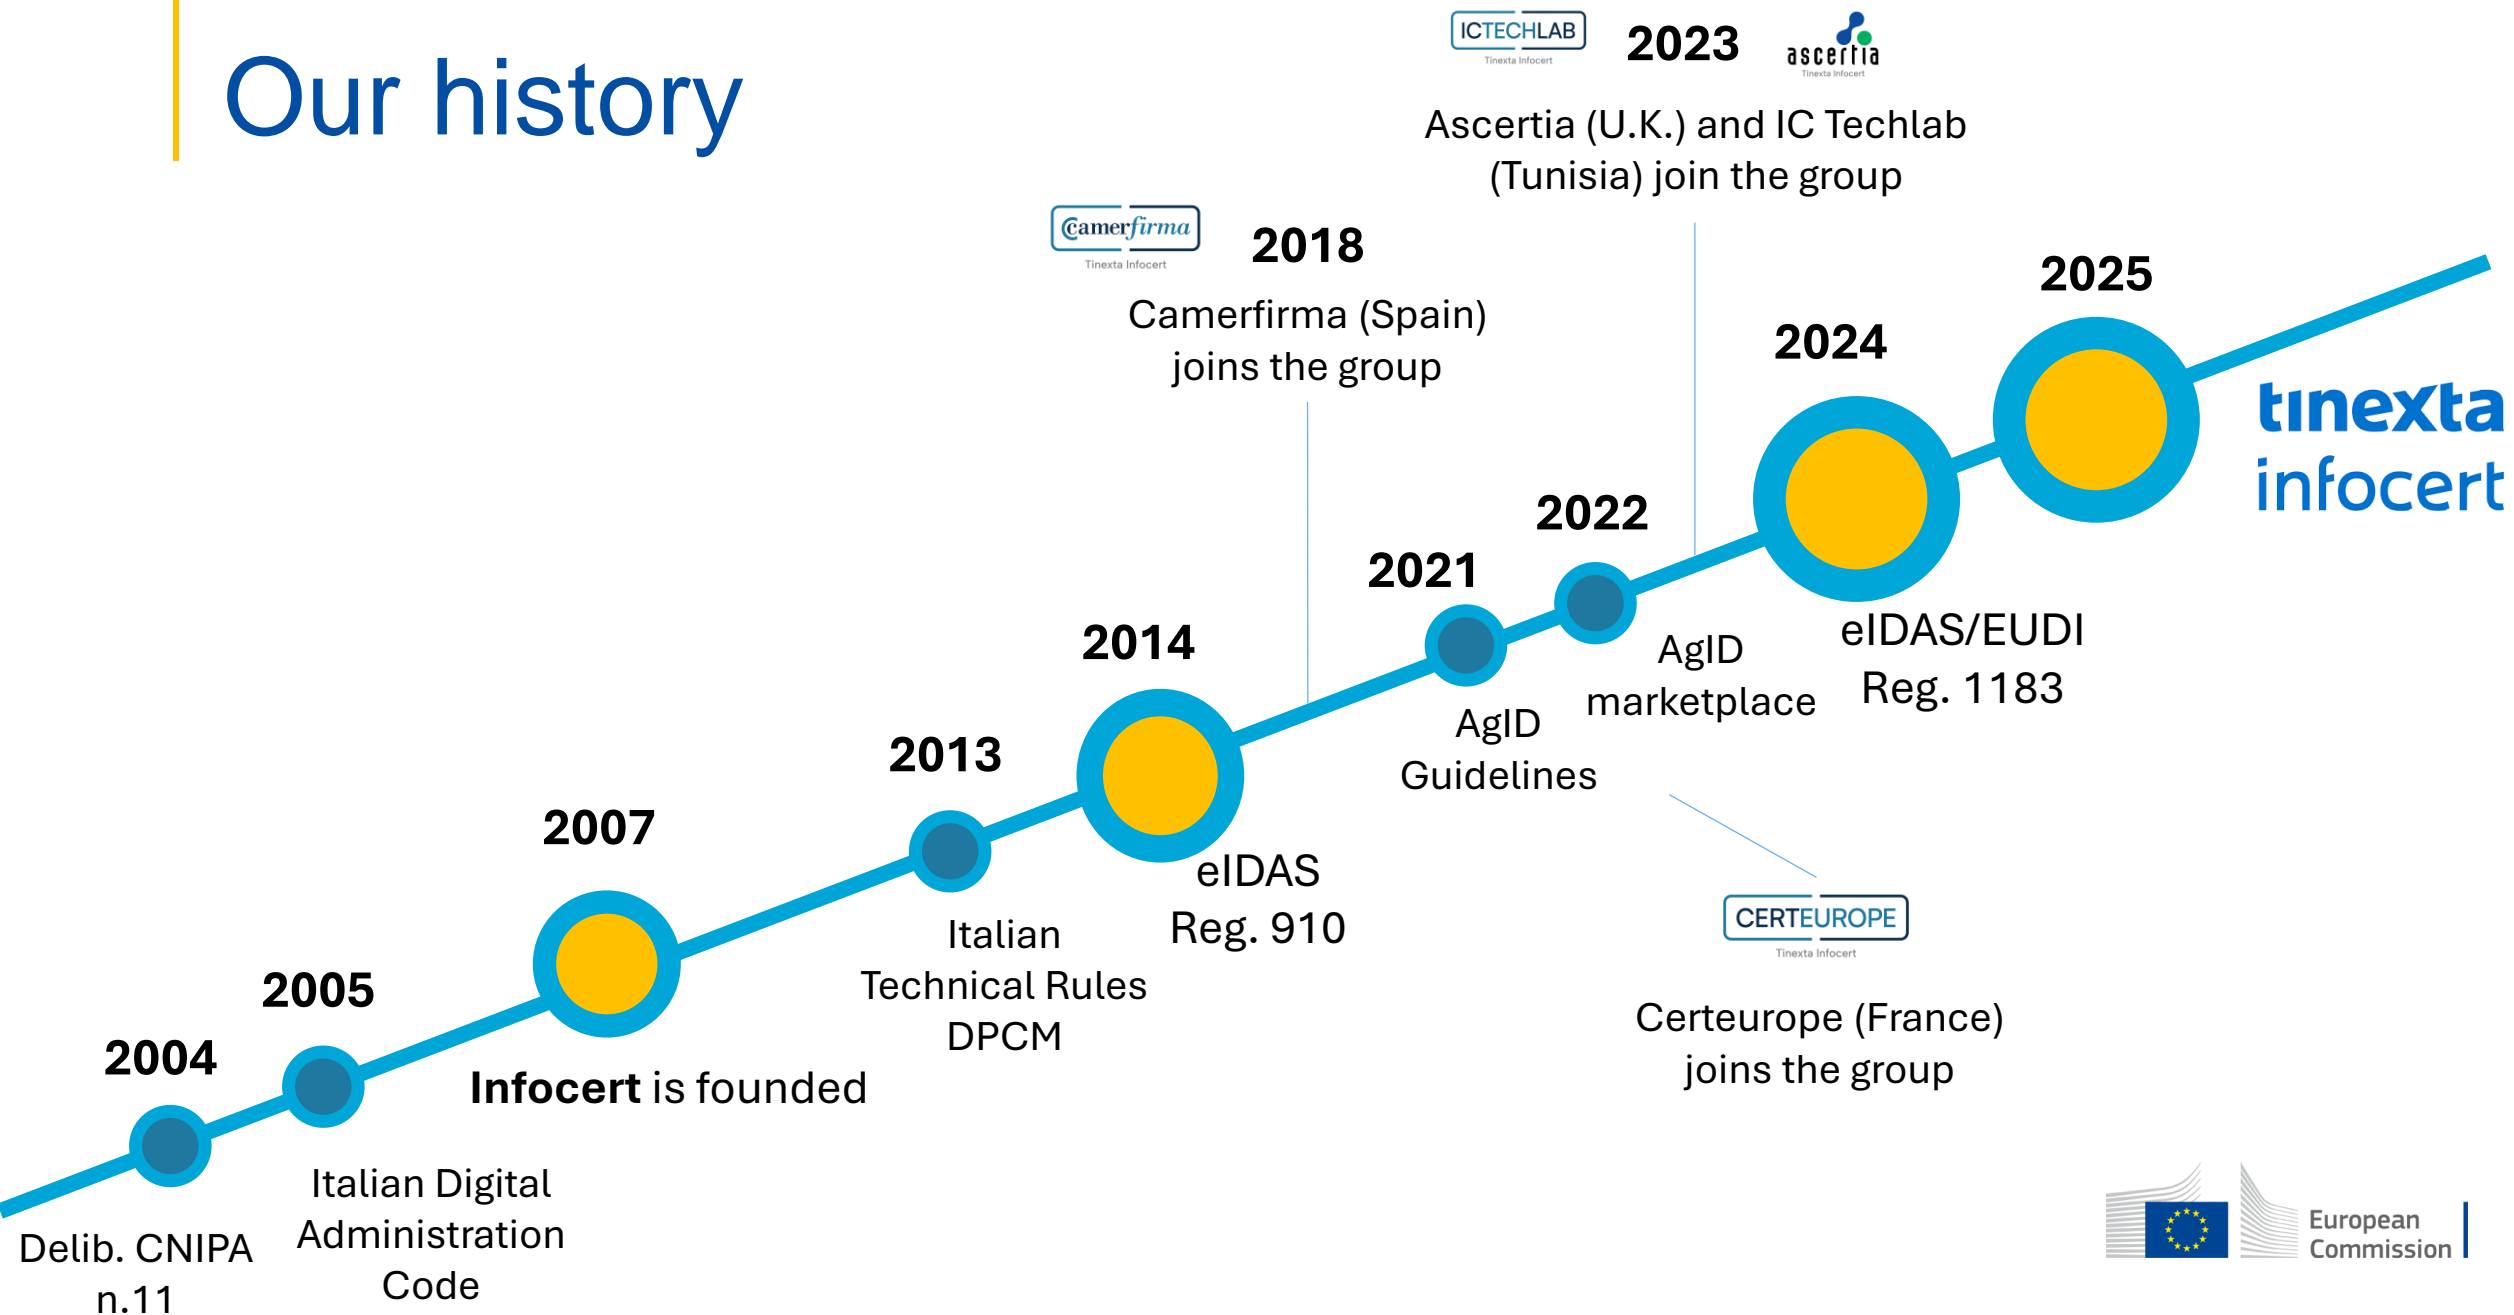 Our history
ICTECHLAB
Tinexta Infocert
2023
ascertia
Tinexta Infocert
Ascertia (U.K.) and IC Techlab
(Tunisia) join the group
camerfirma
Tinexta Infocert
2018
Camerfirma (Spain)
joins the group
2025
2024
tinexta
infocert
2022
2021
eIDAS/EUDI
Reg. 1183
AgID
marketplace
AgID
Guidelines
2014
eIDAS
Reg. 910
2013
Italian
Technical Rules
DPCM
CERTEUROPE
Tinexta Infocert
Certeurope (France)
joins the group
2007
Infocert is founded
2005
Italian Digital
Administration
Code
2004
Delib. CNIPA
n.11
European
Commission